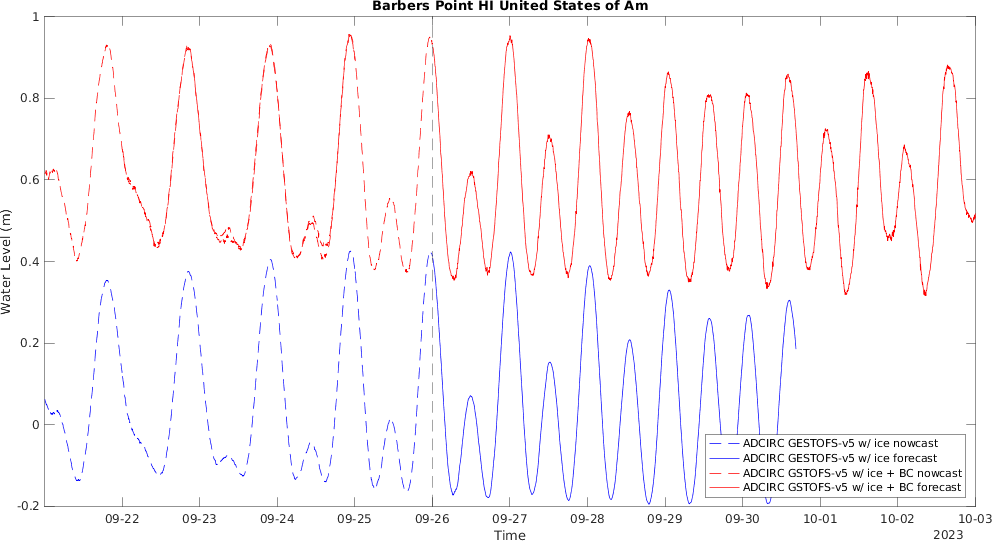 Barbers Point HI United States of Am
Water Level (m)
1
0.8
0.6
0.4
0.2
0
-0.2
ADCIRC GESTOFS-v5 w/ ice nowcast
ADCIRC GESTOFS-v5 w/ ice forecast
ADCIRC GSTOFS-v5 w/ ice + BC nowcast
ADCIRC GSTOFS-v5 w/ ice + BC forecast
09-22 09-23 09-24 09-25 09-26 09-27 09-28 09-29 09-30 10-01 10-02 10-03
Time
2023